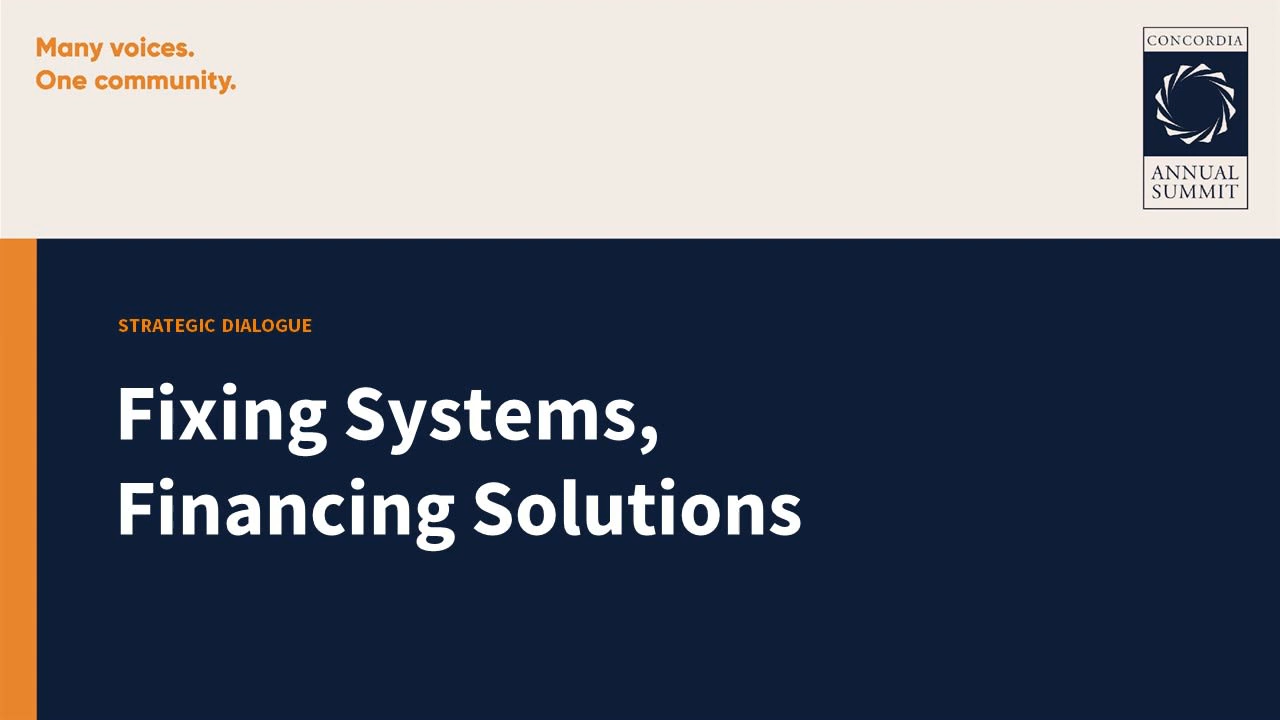 Many voices.
One community.
CONCORDIA
ANNUAL
SUMMIT
STRATEGIC DIALOGUE
Fixing Systems,
Financing Solutions